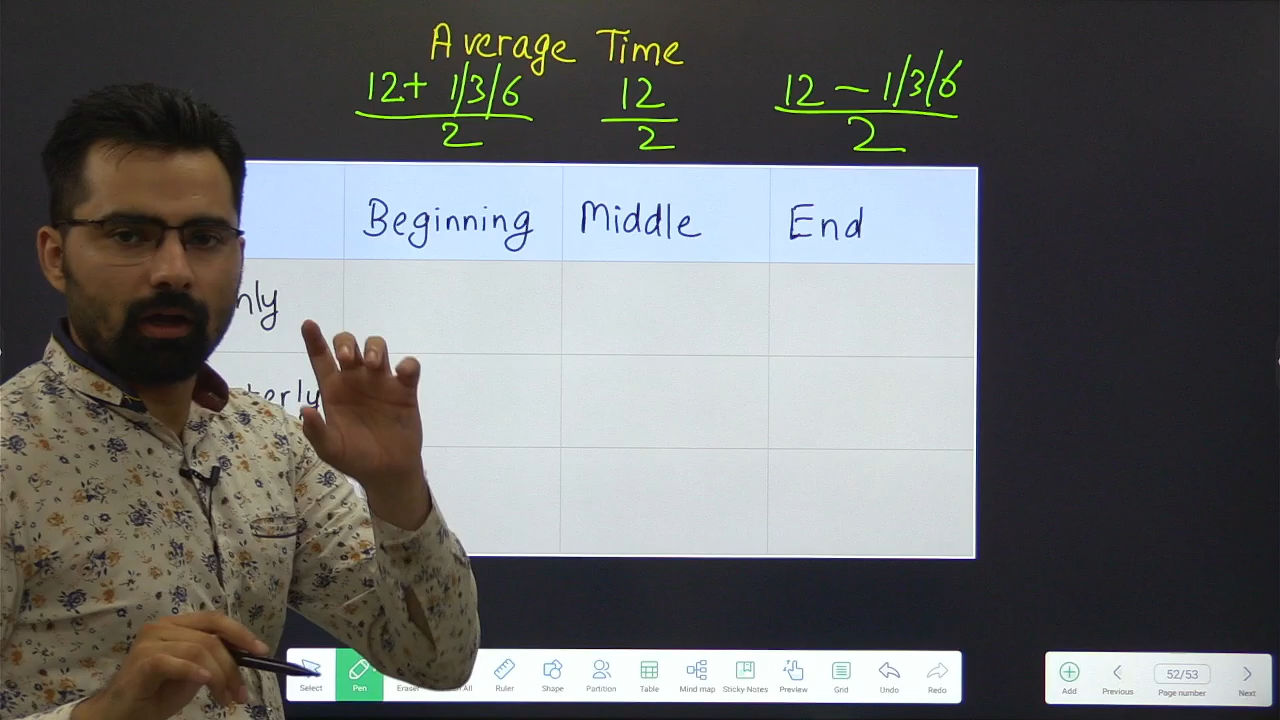 Average Time
12+ 1/3/6 12 12 – 1/3/6
2 2 2
Beginning Middle End
Select Pen Ruler Shape Partition Table Mind map Sticky Notes Preview Grid Undo Redo
Add Previous 52/53 Page number Next